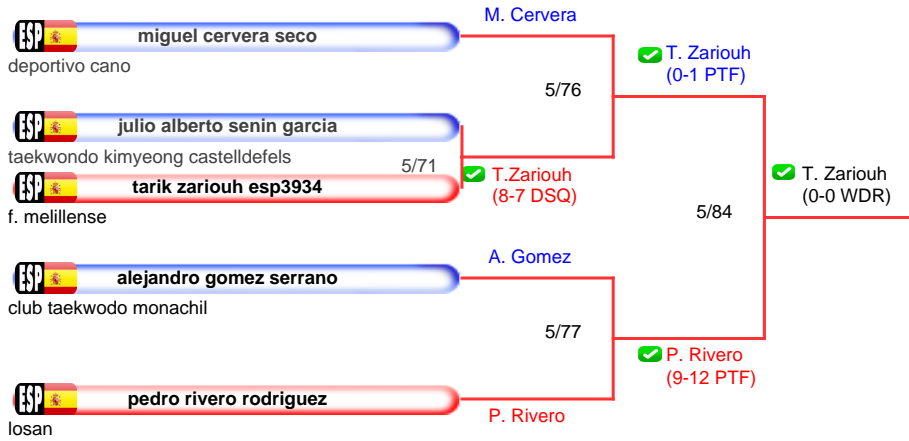 M. Cervera
ESP miguel cervera seco
deportivo cano
T. Zariouh
(0-1 PTF)
5/76
ESP julio alberto senin garcia
taekwondo kimyeong castelldefels
5/71
T.Zariouh
(8-7 DSQ)
ESP tarik zariouh esp3934
f. melillense
T. Zariouh
(0-0 WDR)
5/84
A. Gomez
ESP alejandro gomez serrano
club taekwodo monachil
5/77
P. Rivero
(9-12 PTF)
ESP pedro rivero rodriguez
P. Rivero
losan